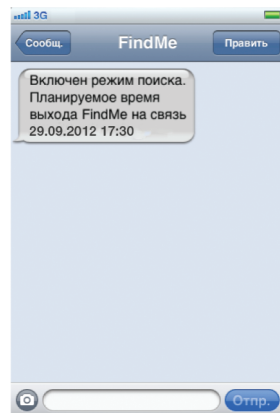 3G
Сообщ.
FindMe
Править
Включен режим поиска.
Планируемое время
выхода FindMe на связь
29.09.2012 17:30
Отпр.